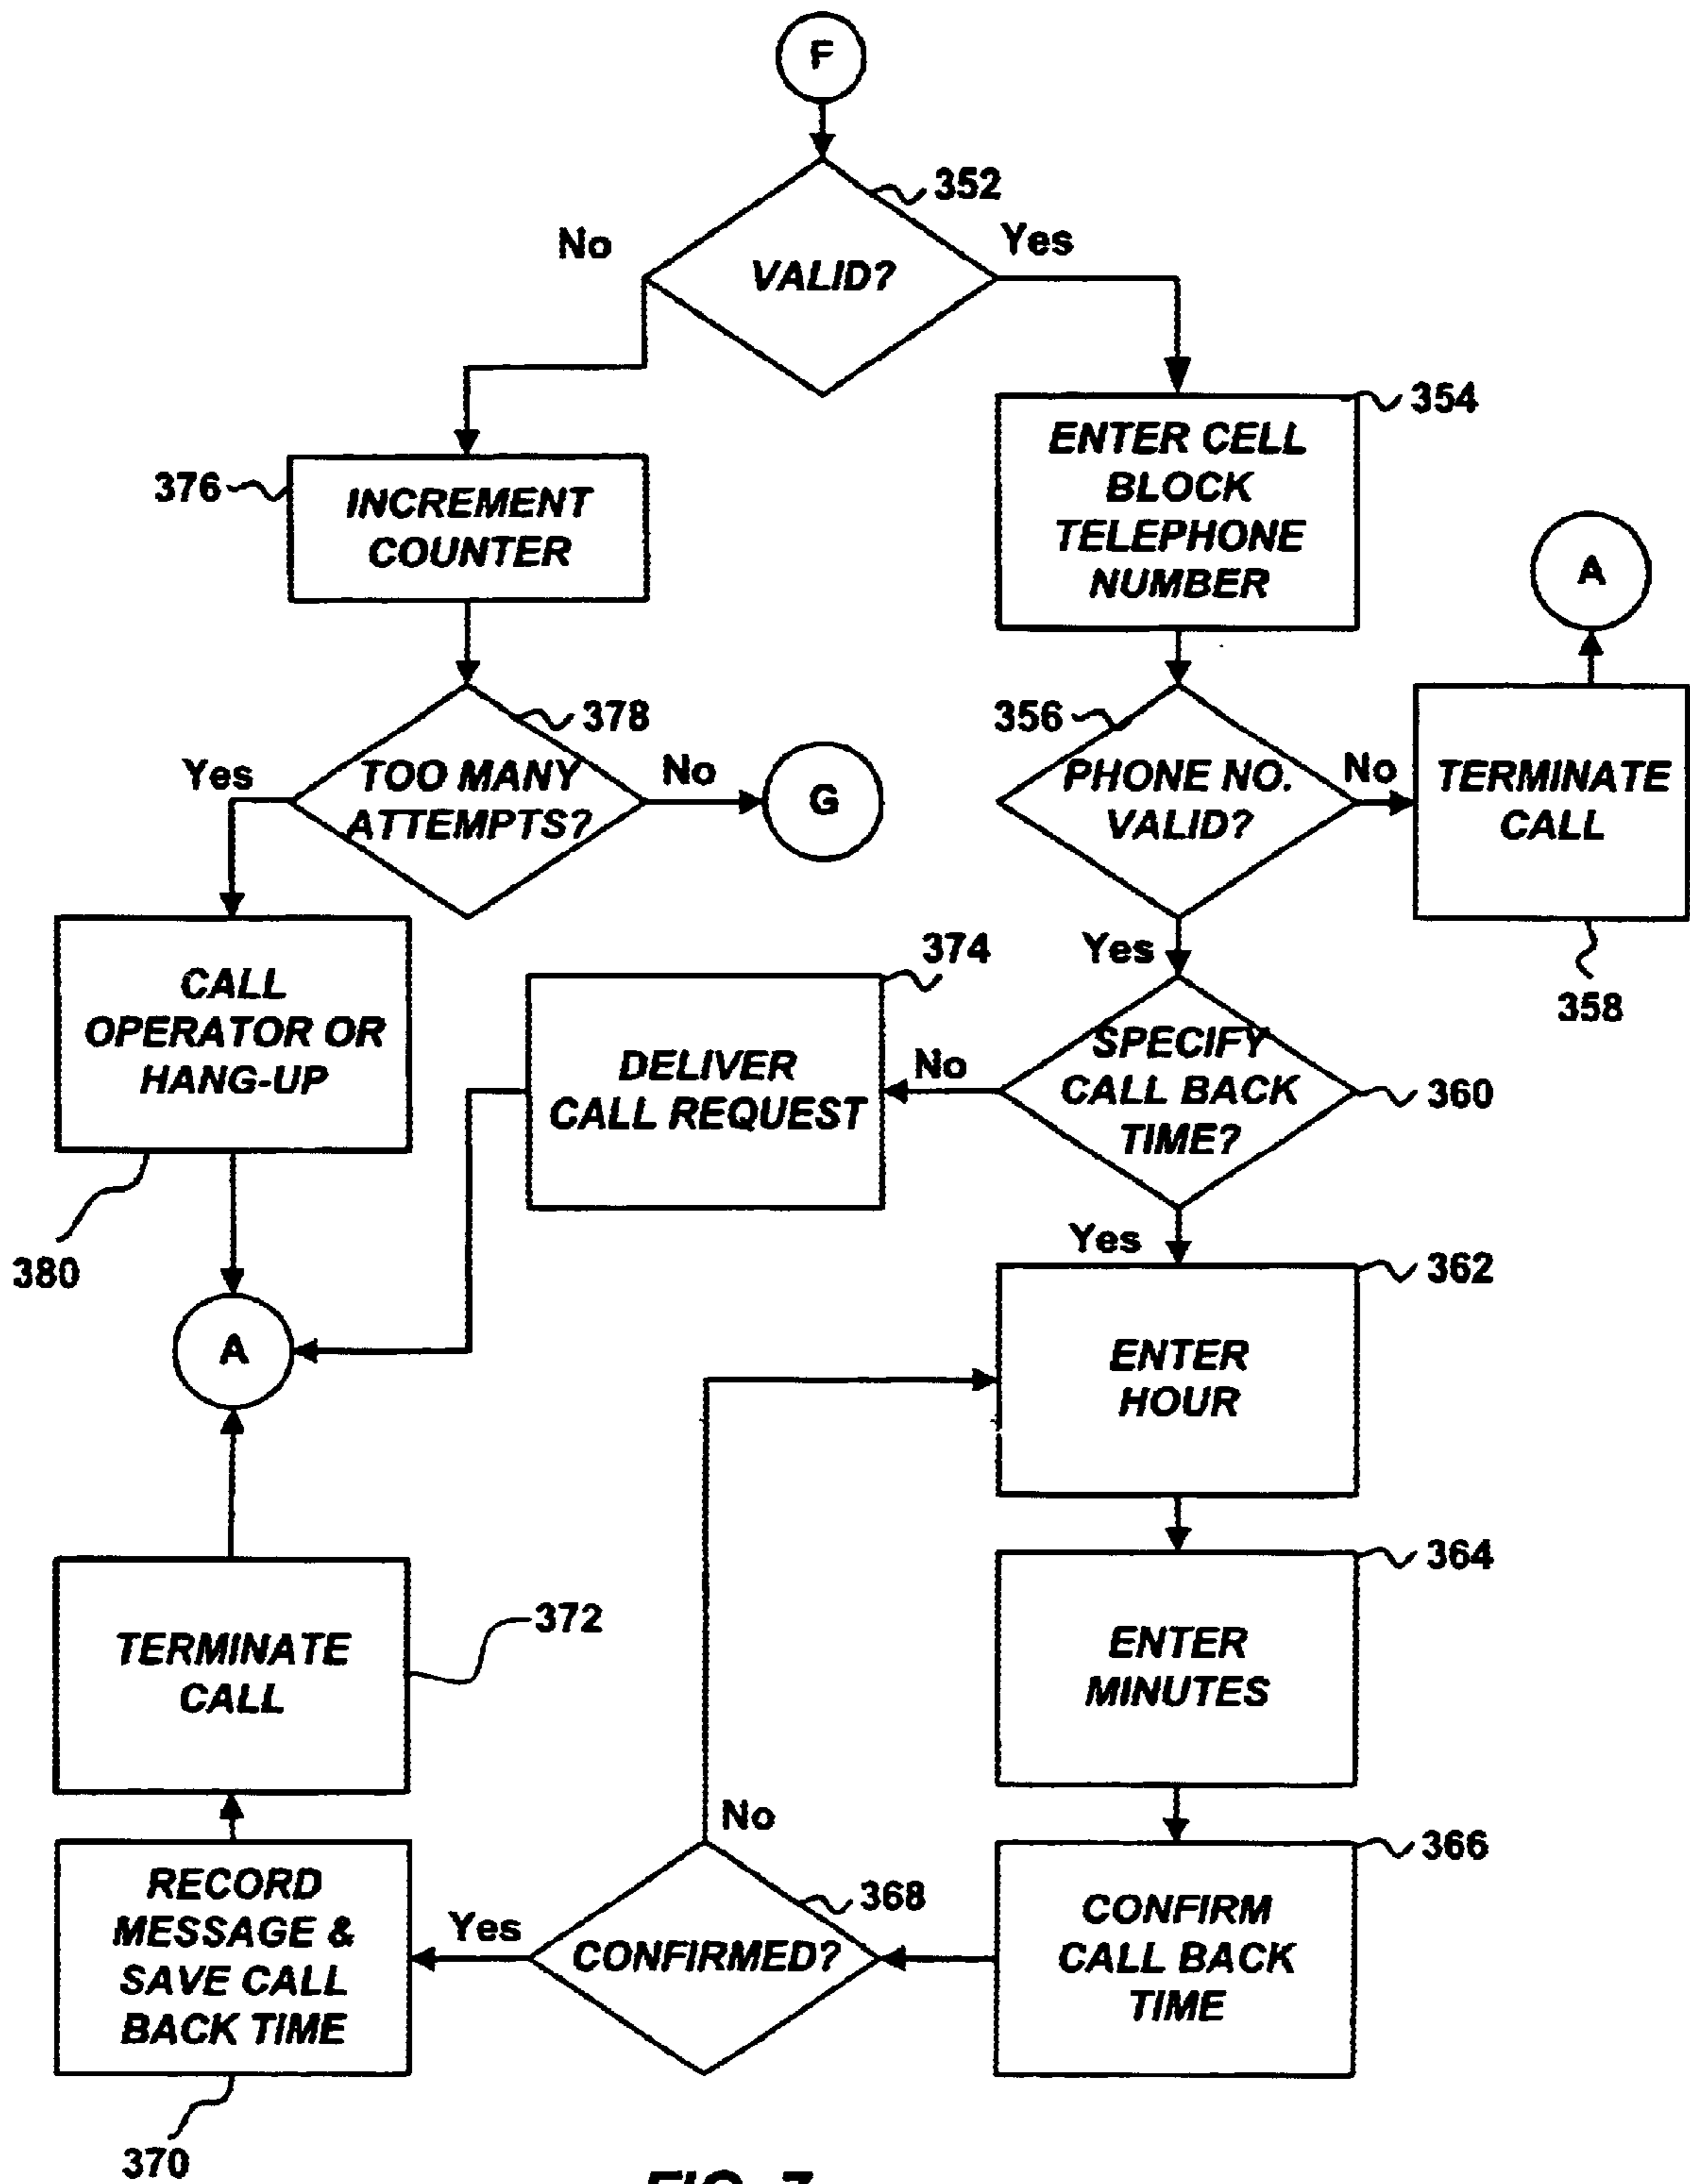 F
352
No
Yes
VALID?
354
ENTER CELL
BLOCK
TELEPHONE
NUMBER
376
INCREMENT
COUNTER
A
378
356
Yes
TOO MANY
ATTEMPTS?
No
G
PHONE NO.
VALID?
No
TERMINATE
CALL
358
CALL
OPERATOR OR
HANG-UP
380
374
DELIVER
CALL REQUEST
Yes
No
SPECIFY
CALL BACK
TIME?
360
Yes
362
A
ENTER
HOUR
364
ENTER
MINUTES
372
TERMINATE
CALL
No
366
CONFIRM
CALL BACK
TIME
368
CONFIRMED?
Yes
RECORD
MESSAGE &
SAVE CALL
BACK TIME
370
FIG. 7